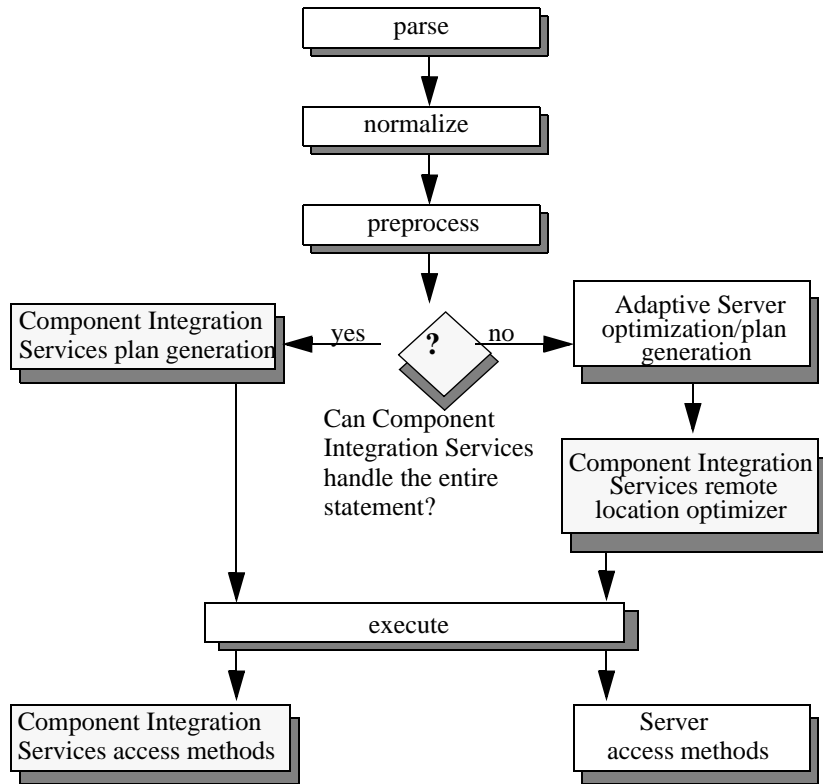 parse
normalize
preprocess
Component Integration
Services plan generation
yes
?
no
Adaptive Server
optimization/plan
generation
Can Component
Integration Services
handle the entire
statement?
Component Integration
Services remote
location optimizer
execute
Component Integration
Services access methods
Server
access methods